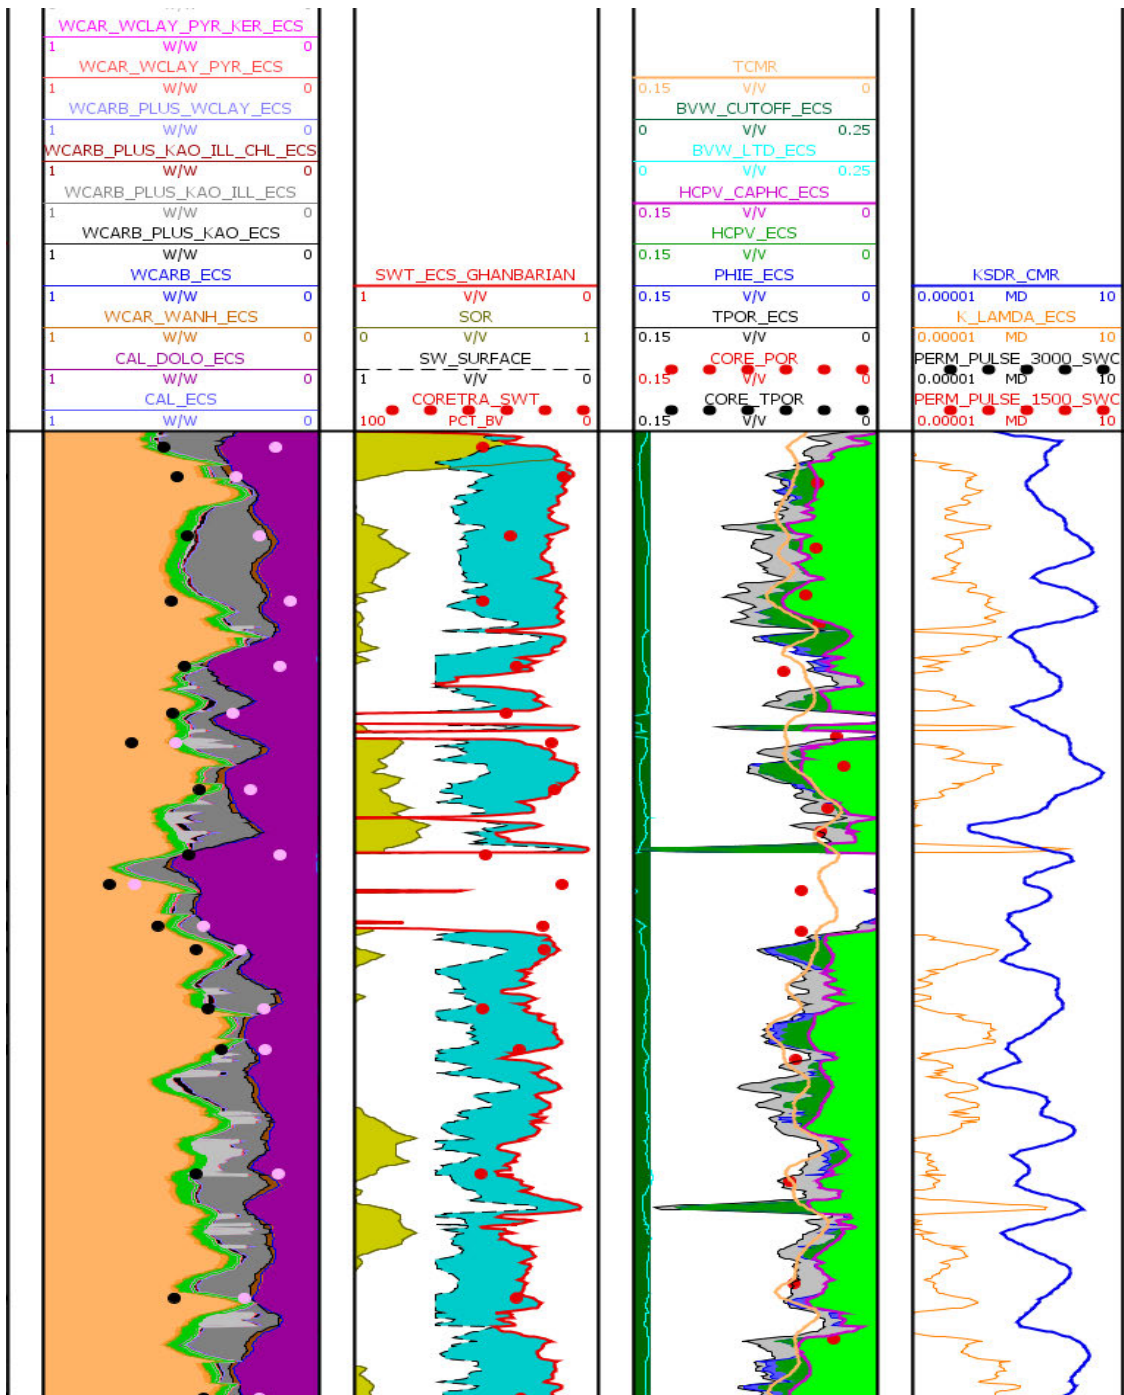 1 W/W 0
WCAR_WCLAY_PYR_KER_ECS
1 W/W 0
WCAR_WCLAY_PYR_ECS
1 W/W 0
WCARB_PLUS_WCLAY_ECS
1 W/W 0
WCARB_PLUS_KAO_ILL_CHL_ECS
1 W/W 0
WCARB_PLUS_KAO_ILL_ECS
1 W/W 0
WCARB_PLUS_KAO_ECS
1 W/W 0
WCARB_ECS
1 W/W 0
WCAR_WANH_ECS
1 W/W 0
CAL_DOLO_ECS
1 W/W 0
CAL_ECS
1 W/W 0
SWT_ECS_GHANBARIAN
1 V/V 0
SOR
0 V/V 1
SW_SURFACE
1 V/V 0
CORETRA_SWT
100 PCT_BV 0
TCMR
0.15 V/V 0
BVW_CUTOFF_ECS
0 V/V 0.25
BVW_LTD_ECS
0 V/V 0.25
HCPV_CAPHC_ECS
0.15 V/V 0
HCPV_ECS
0.15 V/V 0
PHIE_ECS
0.15 V/V 0
TPOR_ECS
0.15 V/V 0
CORE_POR
0.15 V/V 0
CORE_TPOR
0.15 V/V 0
KSDR_CMR
0.00001 MD 10
K_LAMDA_ECS
0.00001 MD 10
PERM_PULSE_3000_SWC
0.00001 MD 10
PERM_PULSE_1500_SWC
0.00001 MD 10